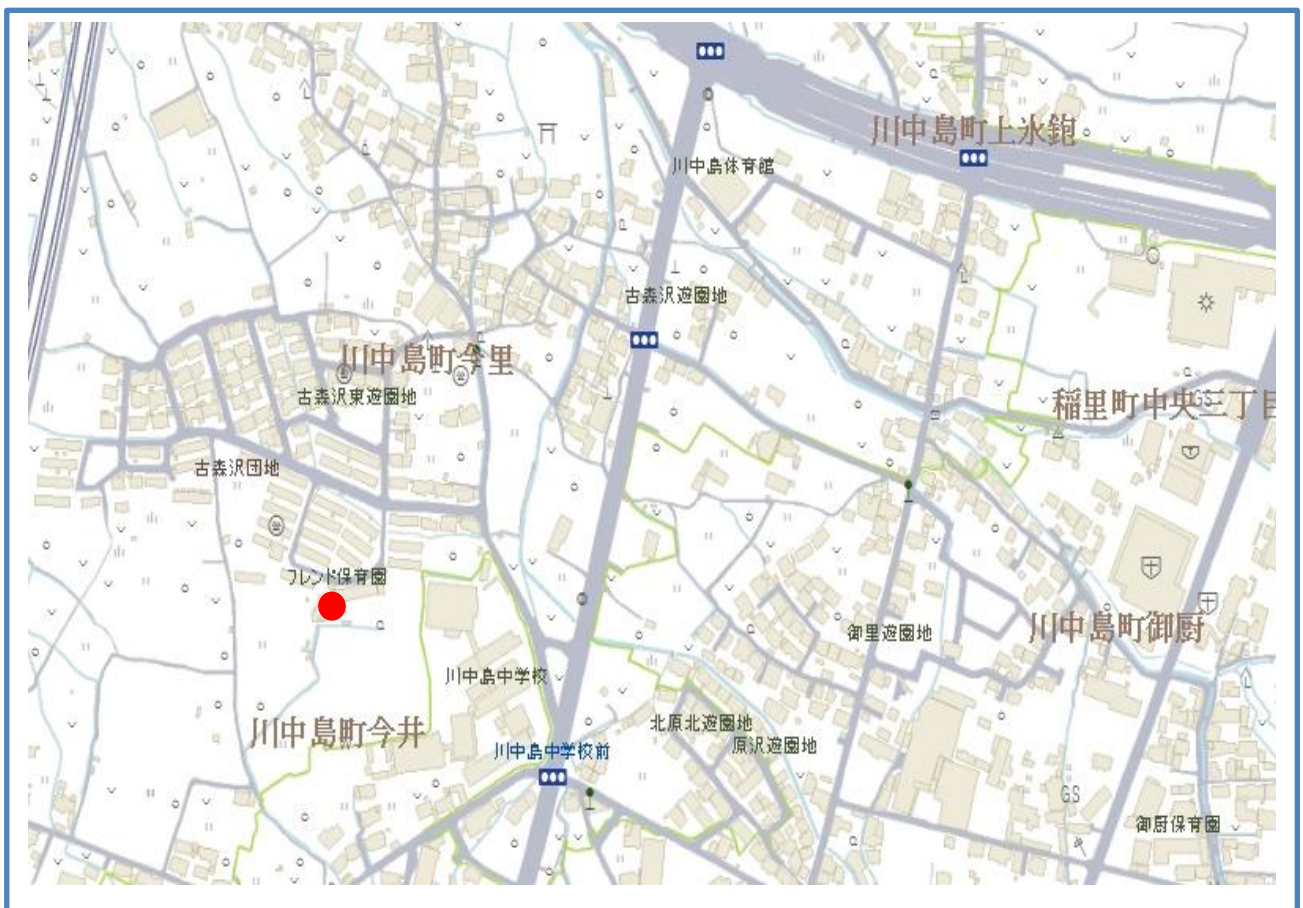 川中島町上氷鉋
川中島体育館
古森沢遊園地
川中島町今里
古森沢東遊園地
GS
稲里町中央三丁目
古森沢団地
フレンド保育園
川中島町御厨
御里遊園地
川中島中学校
川中島町今井
北原北遊園地
原沢遊園地
川中島中学校前
GS
御厨保育園